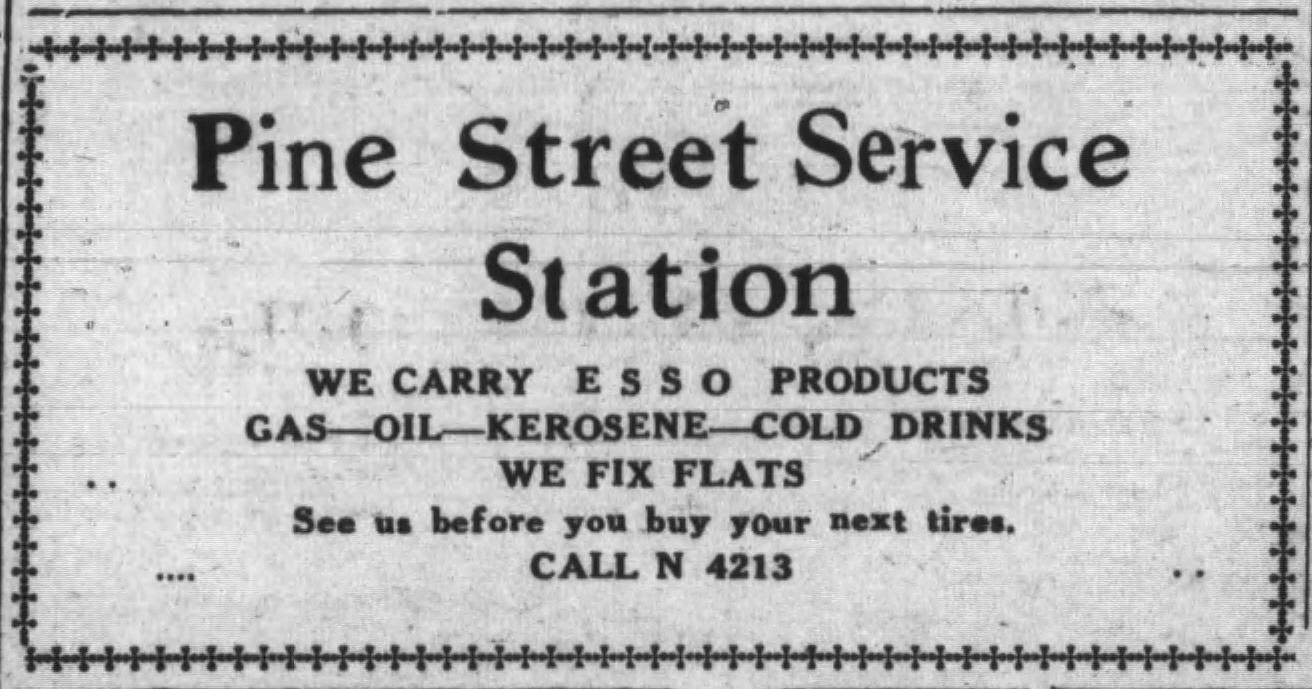 Pine Street Service
Station
WE CARRY E S S O PRODUCTS
GAS—OIL—KEROSENE—COLD DRINKS
WE FIX FLATS
See us before you buy your next tires.
CALL N 4213